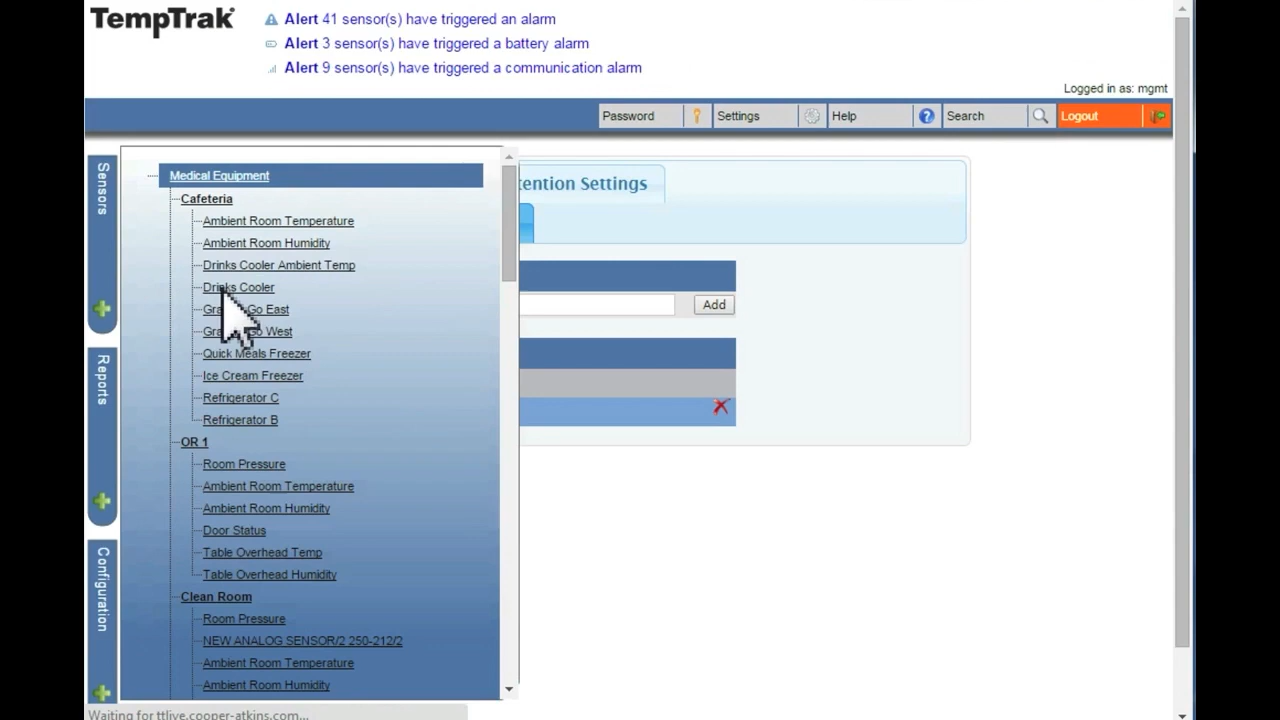 TempTrak
Alert 41 sensor(s) have triggered an alarm
Alert 3 sensor(s) have triggered a battery alarm
Alert 9 sensor(s) have triggered a communication alarm
Logged in as: mgmt
Password Settings Help Search Logout
Sensors
Reports
Configuration
Medical Equipment
Cafeteria
Ambient Room Temperature
Ambient Room Humidity
Drinks Cooler Ambient Temp
Drinks Cooler
Go East
Go West
Quick Meals Freezer
Ice Cream Freezer
Refrigerator C
Refrigerator B
OR 1
Room Pressure
Ambient Room Temperature
Ambient Room Humidity
Door Status
Table Overhead Temp
Table Overhead Humidity
Clean Room
Room Pressure
NEW ANALOG SENSOR/2 250-212/2
Ambient Room Temperature
Ambient Room Humidity
tention Settings
Add
Waiting for ttlive.cooper-atkins.com...